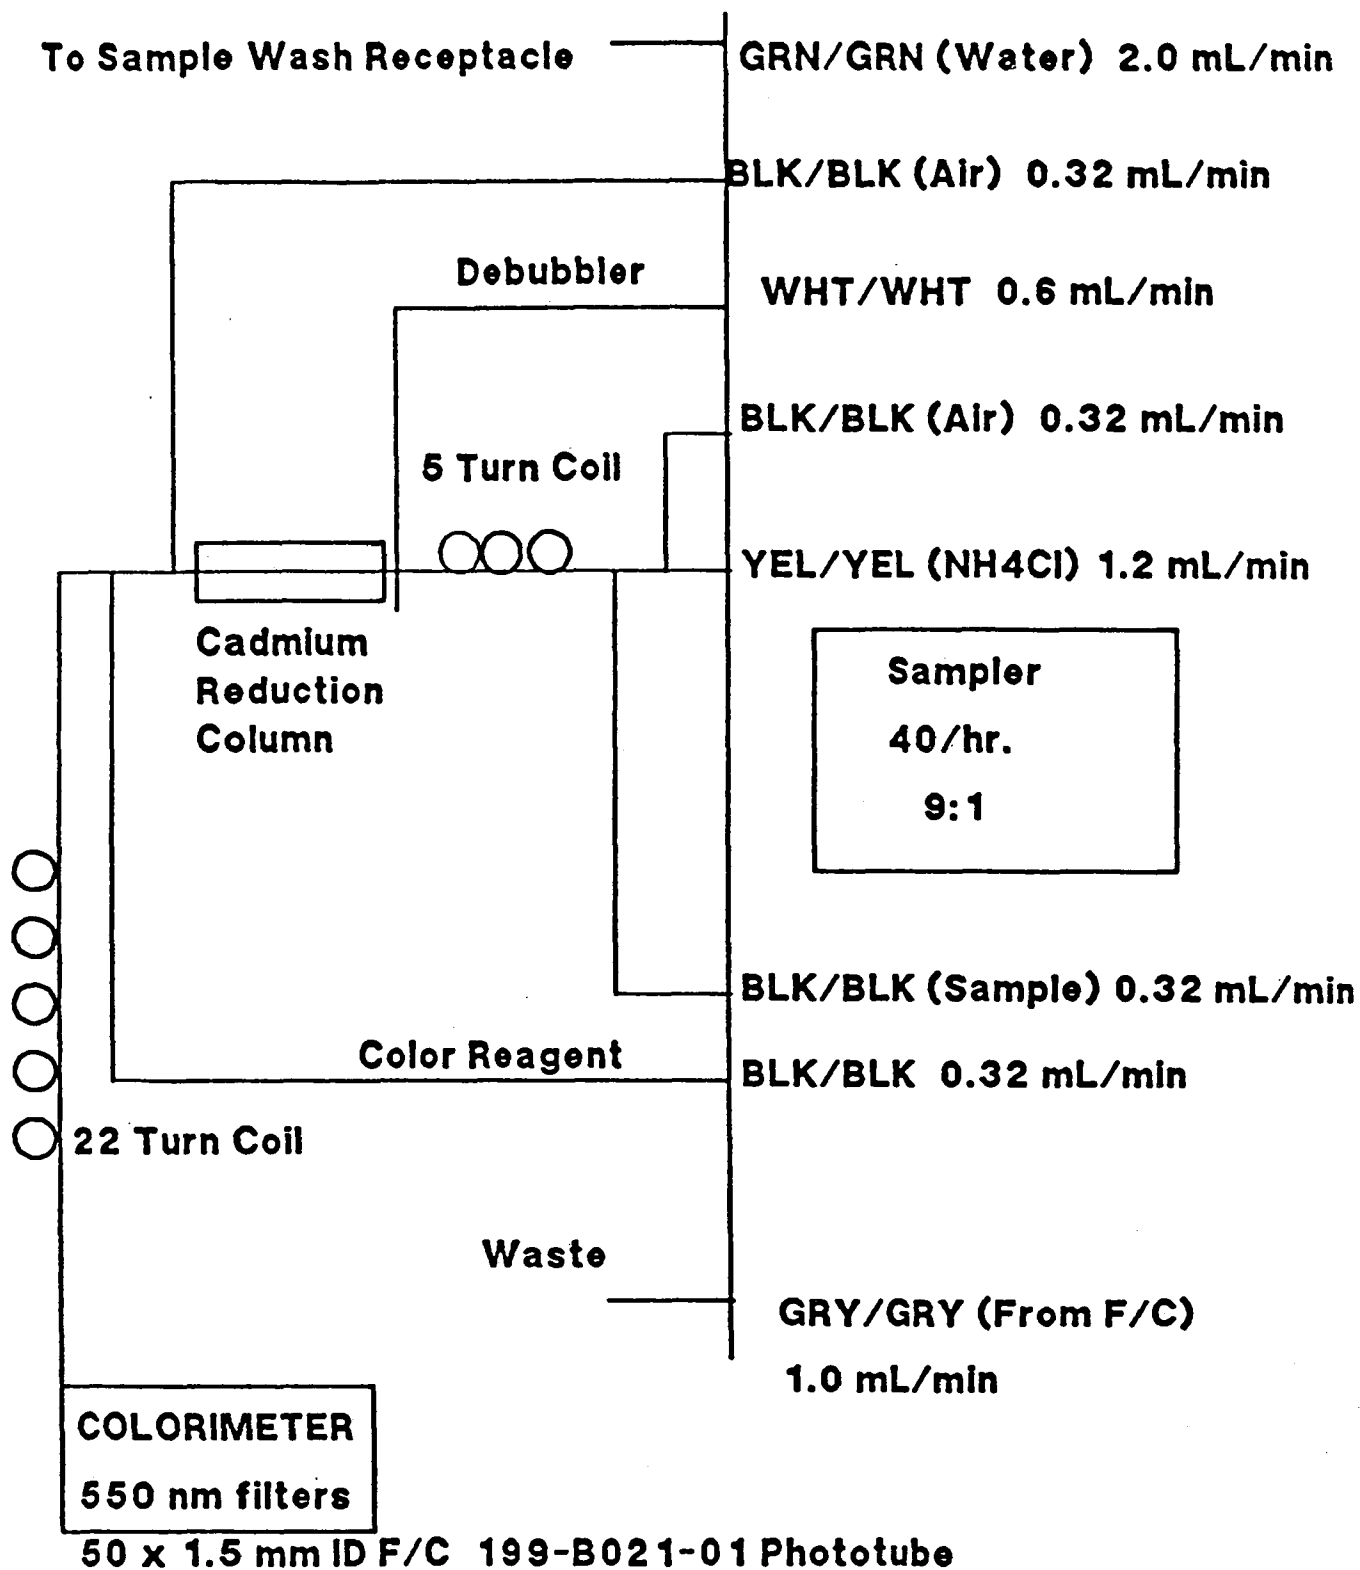 To Sample Wash Receptacle
GRN/GRN (Water) 2.0 mL/min
BLK/BLK (Air) 0.32 mL/min
Debubbler
WHT/WHT 0.6 mL/min
BLK/BLK (Air) 0.32 mL/min
5 Turn Coil
YEL/YEL (NH4Cl) 1.2 mL/min
Cadmium
Reduction
Column
Sampler
40/hr.
9:1
BLK/BLK (Sample) 0.32 mL/min
Color Reagent
BLK/BLK 0.32 mL/min
22 Turn Coil
Waste
GRY/GRY (From F/C)
1.0 mL/min
COLORIMETER
550 nm filters
50 x 1.5 mm ID F/C 199-B021-01 Phototube